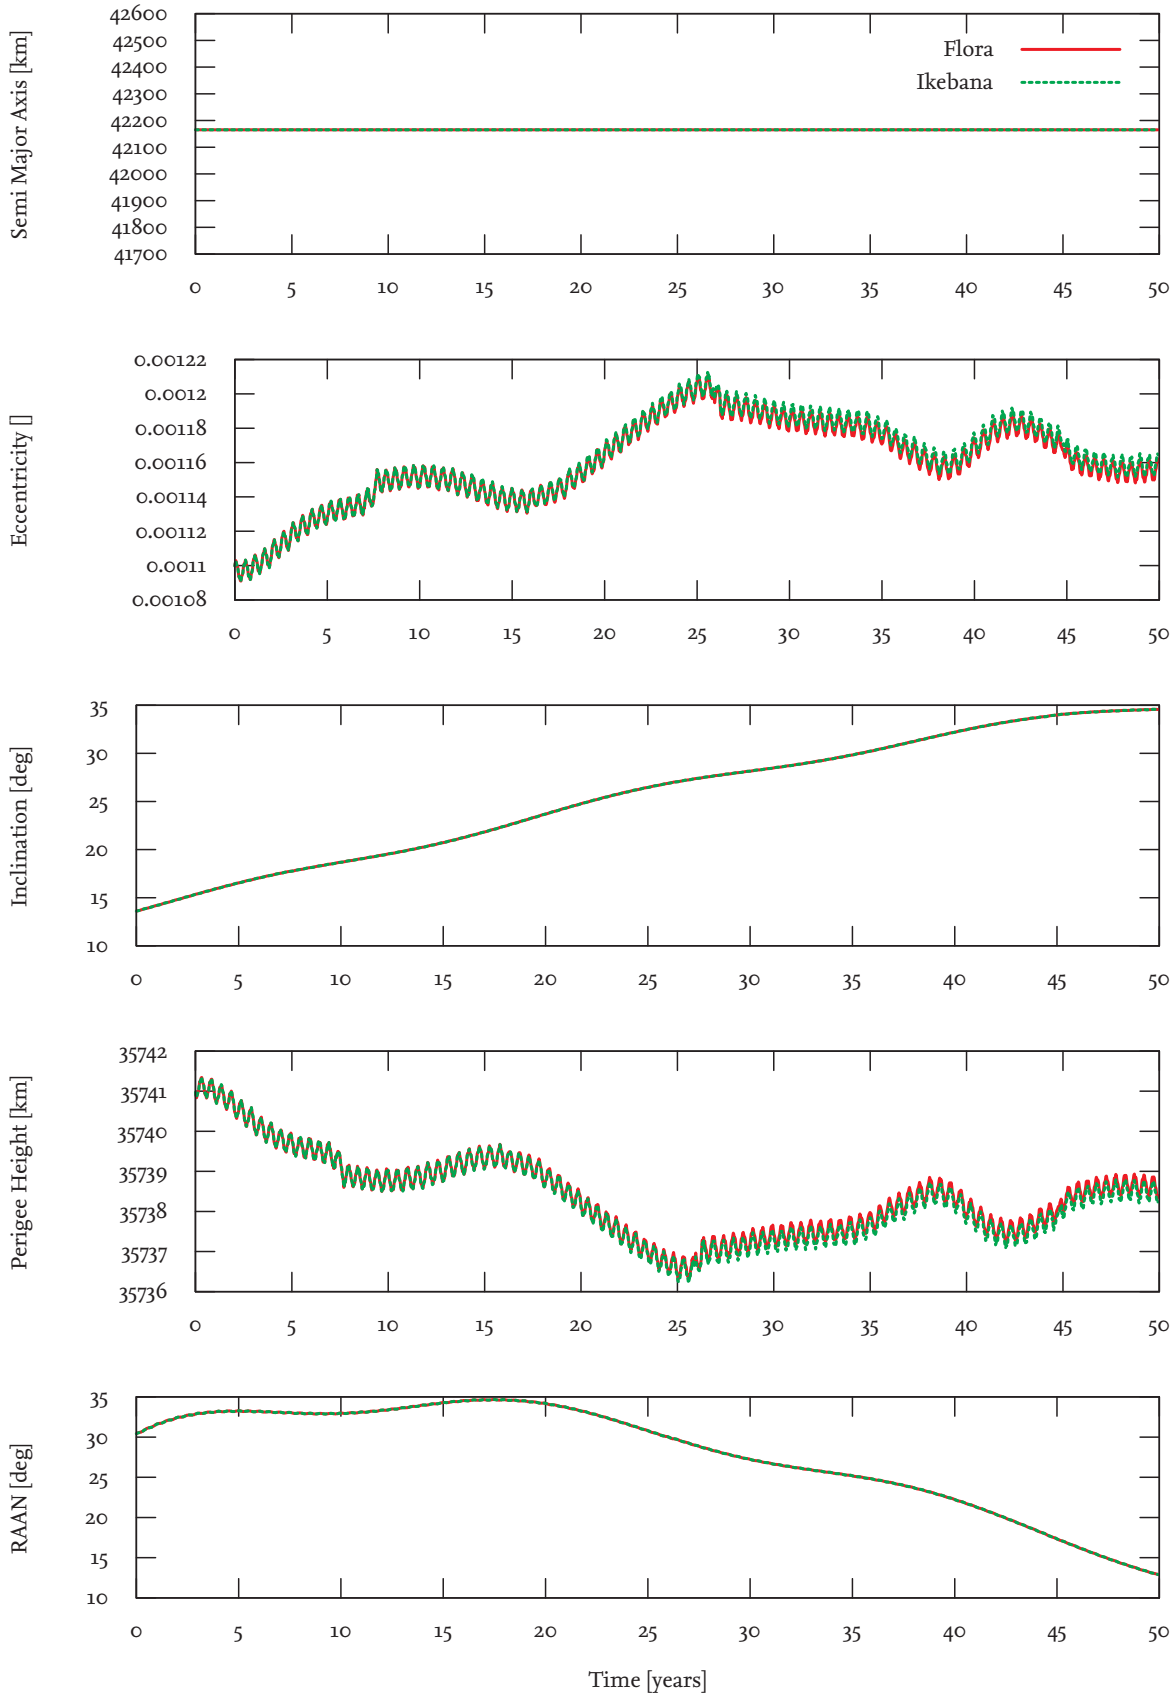 Semi Major Axis [km]
42600
42500
42400
42300
42200
42100
42000
41900
41800
41700
Flora
Ikebana
0 5 10 15 20 25 30 35 40 45 50
Eccentricity []
0.00122
0.0012
0.00118
0.00116
0.00114
0.00112
0.0011
0.00108
0 5 10 15 20 25 30 35 40 45 50
Inclination [deg]
35
30
25
20
15
10
0 5 10 15 20 25 30 35 40 45 50
Perigee Height [km]
35742
35741
35740
35739
35738
35737
35736
0 5 10 15 20 25 30 35 40 45 50
RAAN [deg]
35
30
25
20
15
10
0 5 10 15 20 25 30 35 40 45 50
Time [years]